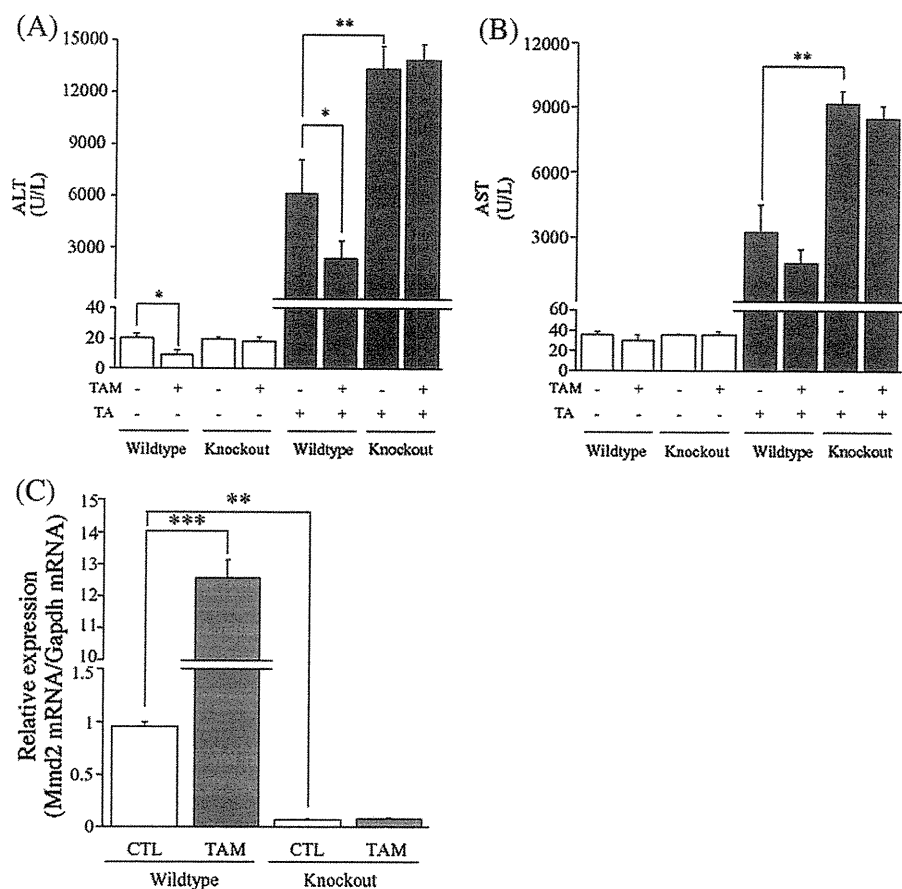 (A)
15000
12000
9000
6000
3000
40
20
0
ALT
(U/L)
**
*
*
TAM - + - + - + - +
TA - - - - + + + +
Wildtype Knockout Wildtype Knockout
(B)
12000
9000
6000
3000
60
40
20
0
AST
(U/L)
**
TAM - + - + - + - +
TA - - - - + + + +
Wildtype Knockout Wildtype Knockout
(C)
15
14
13
12
11
10
1.5
1
0.5
0
Relative expression
(Mmd2 mRNA/Gapdh mRNA)
**
***
CTL TAM CTL TAM
Wildtype Knockout